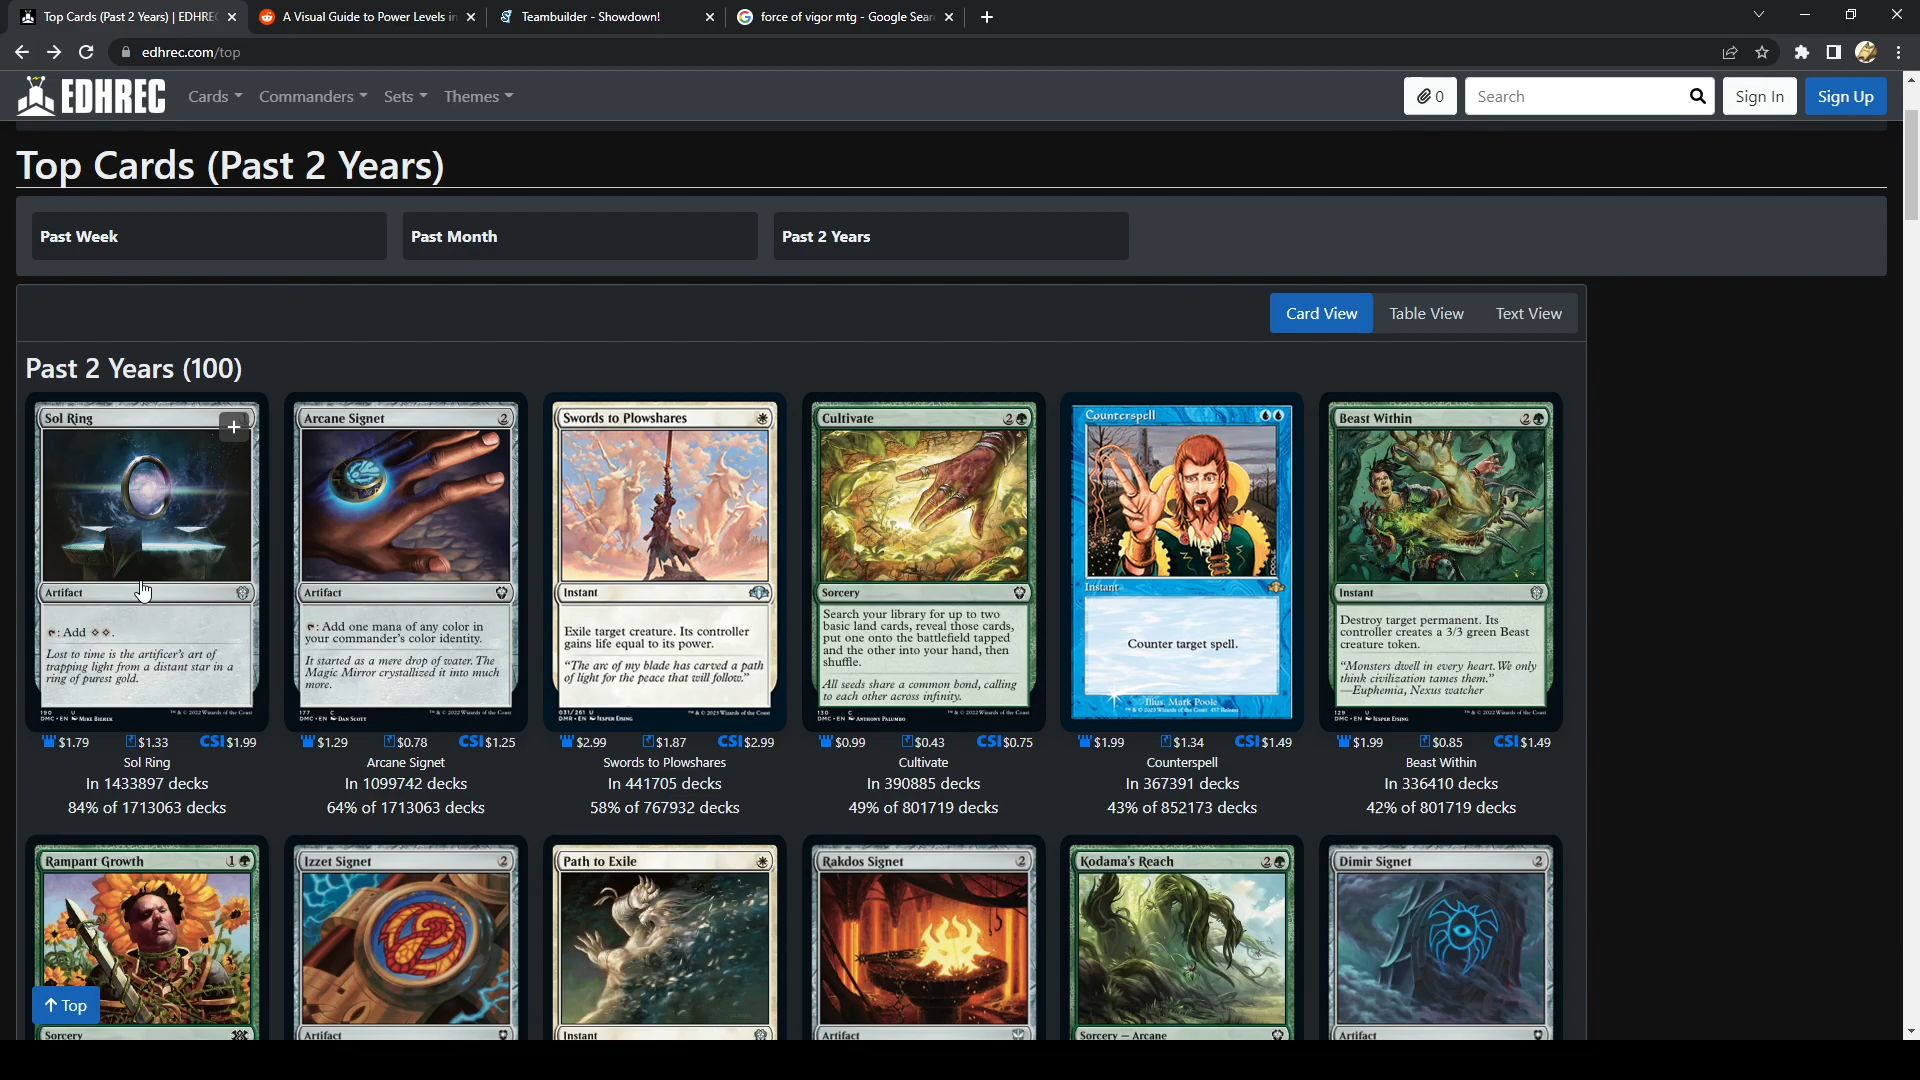 Top Cards (Past 2 Years) | EDHREC
A Visual Guide to Power Levels in
Teambuilder - Showdown!
force of vigor mtg - Google Sear
edhrec.com/top
EDHREC
Cards
Commanders
Sets
Themes
0
Search
Sign In
Sign Up
Top Cards (Past 2 Years)
Past Week
Past Month
Past 2 Years
Card View
Table View
Text View
Past 2 Years (100)
Sol Ring
Artifact
: Add
Lost to time is the artificer's art of
trapping light from a distant star in a
ring of purest gold.
$1.79 $1.33 CSI $1.99
Sol Ring
In 1433897 decks
84% of 1713063 decks
Arcane Signet 2
Artifact
: Add one mana of any color in
your commander's color identity.
It started as a mere drop of water. The
Magic Mirror crystallized it into much
more.
$1.29 $0.78 CSI $1.25
Arcane Signet
In 1099742 decks
64% of 1713063 decks
Swords to Plowshares
Instant
Exile target creature. Its controller
gains life equal to its power.
"The arc of my blade has carved a path
of light for the peace that will follow."
$2.99 $1.87 CSI $2.99
Swords to Plowshares
In 441705 decks
58% of 767932 decks
Cultivate 2
Sorcery
Search your library for up to two
basic land cards, reveal those cards,
put one onto the battlefield tapped
and the other into your hand, then
shuffle.
All seeds share a common bond, calling
to each other across infinity.
$0.99 $0.43 CSI $0.75
Cultivate
In 390885 decks
49% of 801719 decks
Counterspell
Instant
Counter target spell.
Illus. Mark Poole
$1.99 $1.34 CSI $1.49
Counterspell
In 367391 decks
43% of 852173 decks
Beast Within 2
Instant
Destroy target permanent. Its
controller creates a 3/3 green Beast
creature token.
"Monsters dwell in every heart. We only
think civilization tames them."
—Euphemia, Nexus watcher
$1.99 $0.85 CSI $1.49
Beast Within
In 336410 decks
42% of 801719 decks
Rampant Growth 1
Sorcery
Izzet Signet 2
Artifact
Path to Exile
Instant
Rakdos Signet 2
Artifact
Kodama's Reach 2
Sorcery — Arcane
Dimir Signet 2
Artifact
Top